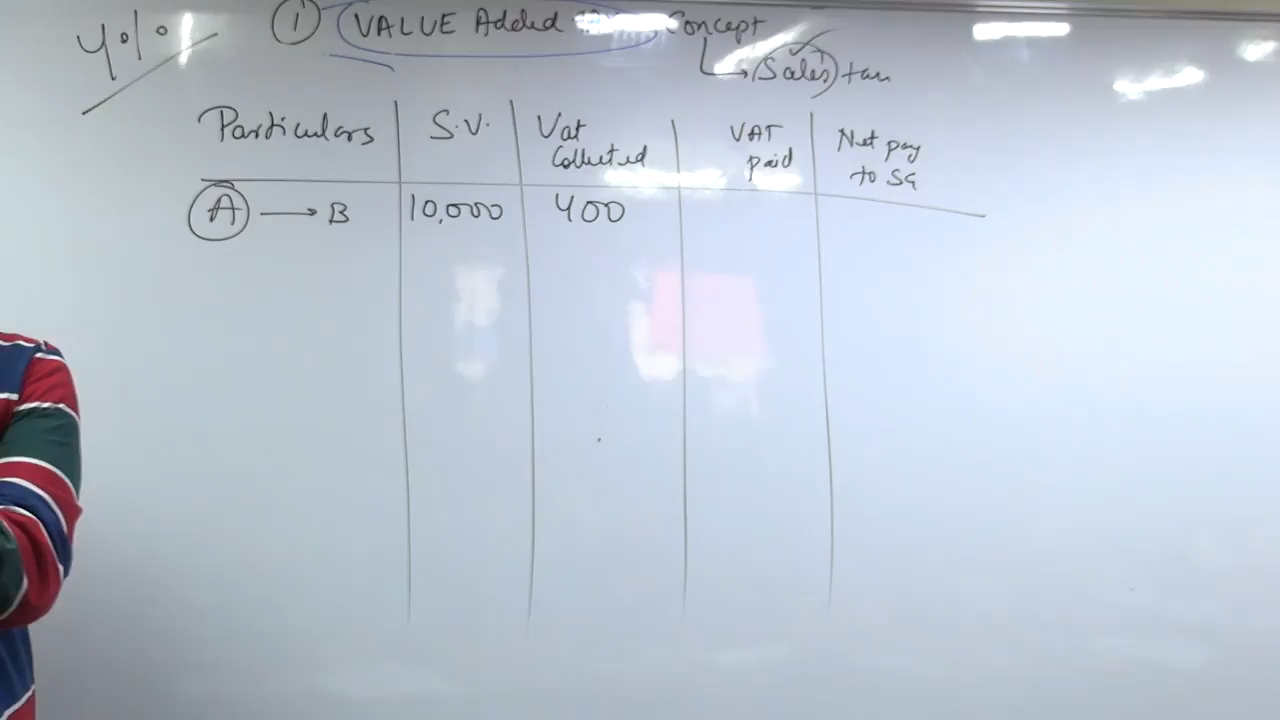 4%
① VALUE Added Concept
Sales tax
Particulars S.V. Vat Collected VAT paid Net pay to SG
A → B 10,000 400